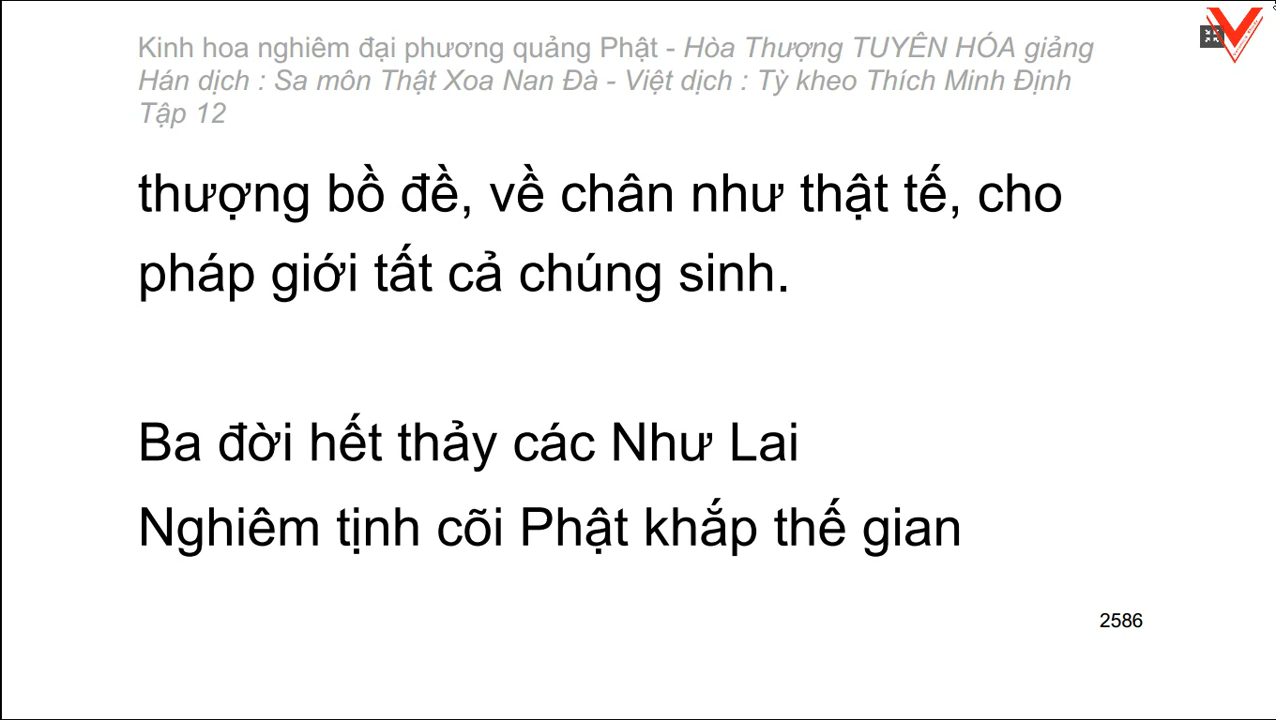 Kinh hoa nghiêm đại phương quảng Phật - Hòa Thượng TUYÊN HÓA giảng
Hán dịch : Sa môn Thật Xoa Nan Đà - Việt dịch : Tỳ kheo Thích Minh Định
Tập 12
thượng bồ đề, về chân như thật tế, cho
pháp giới tất cả chúng sinh.
Ba đời hết thảy các Như Lai
Nghiêm tịnh cõi Phật khắp thế gian
2586